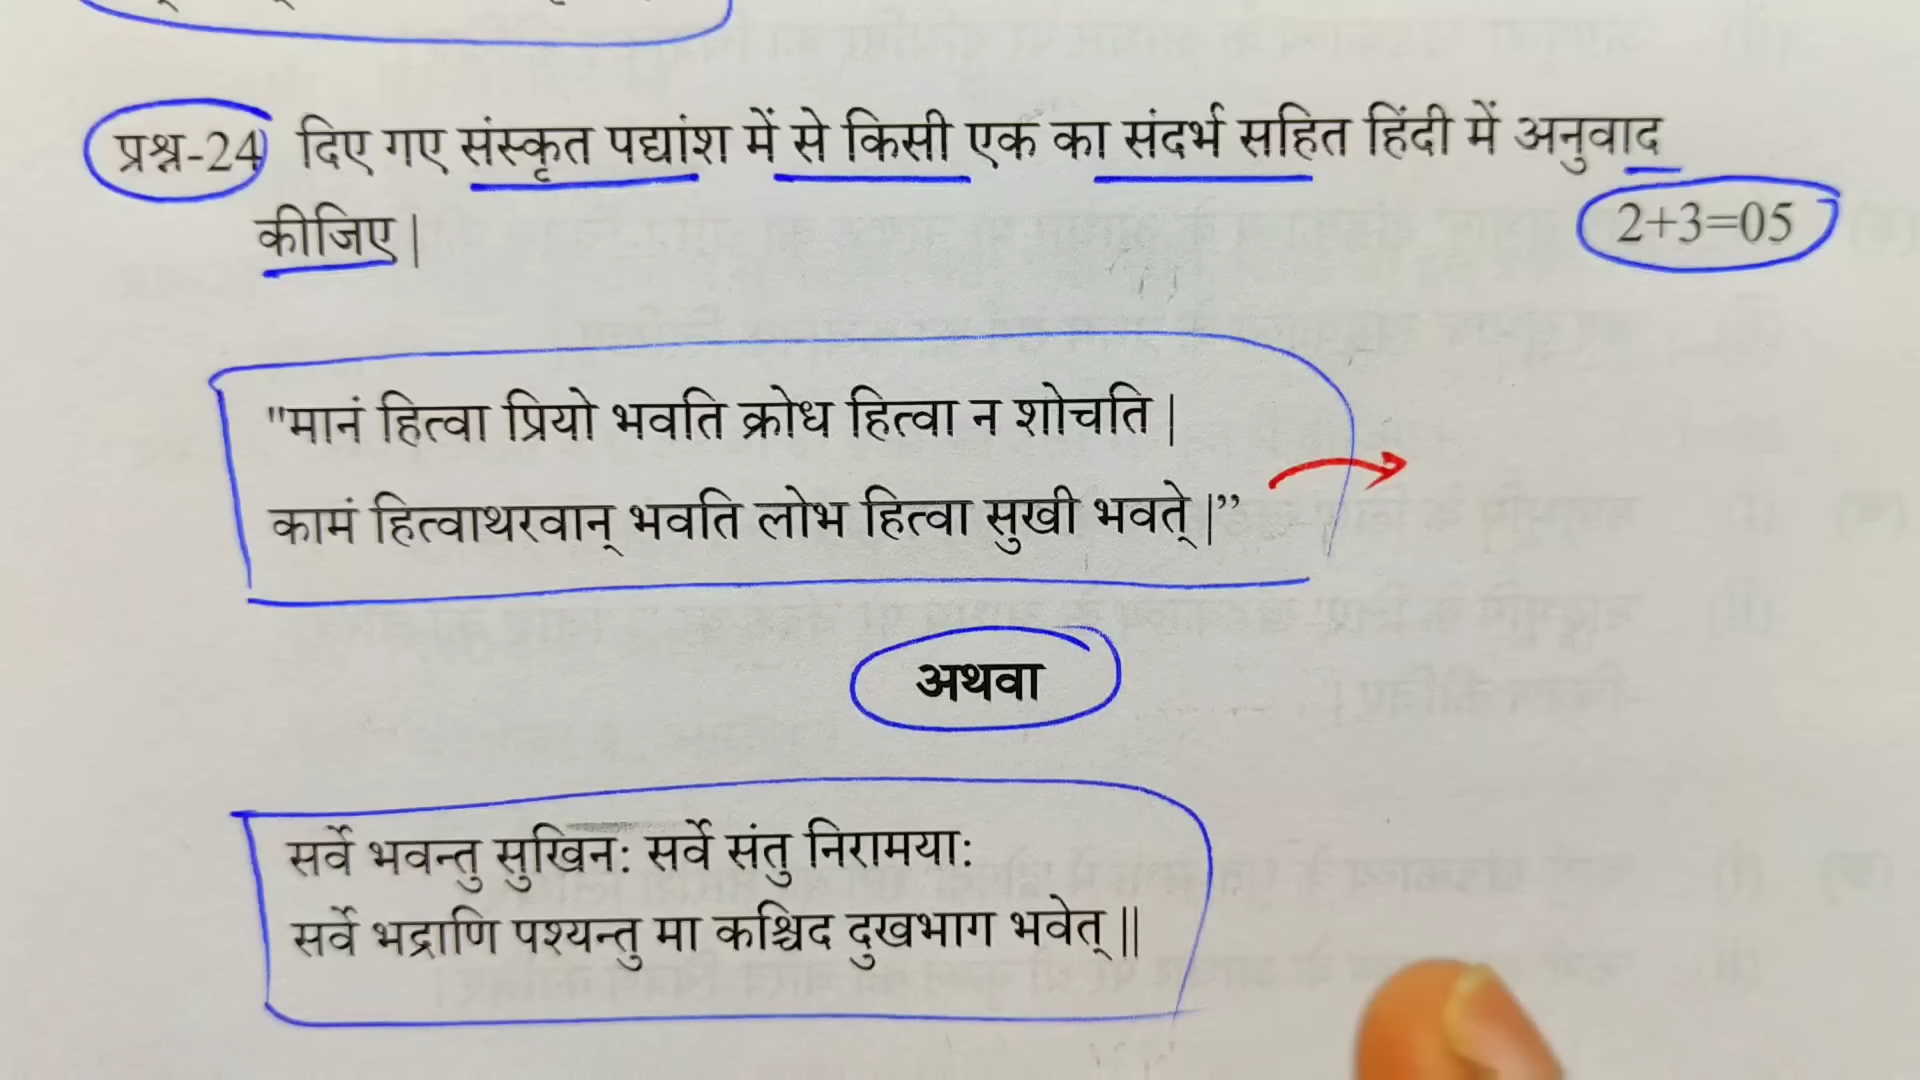 प्रश्न-24 दिए गए संस्कृत पद्यांश में से किसी एक का संदर्भ सहित हिंदी में अनुवाद
कीजिए | 2+3=05
"मानं हित्वा प्रियो भवति क्रोध हित्वा न शोचति |
कामं हित्वाथरवान् भवति लोभ हित्वा सुखी भवते् |”
अथवा
सर्वे भवन्तु सुखिनः सर्वे संतु निरामयाः
सर्वे भद्राणि पश्यन्तु मा कश्चिद दुखभाग भवेत् ||